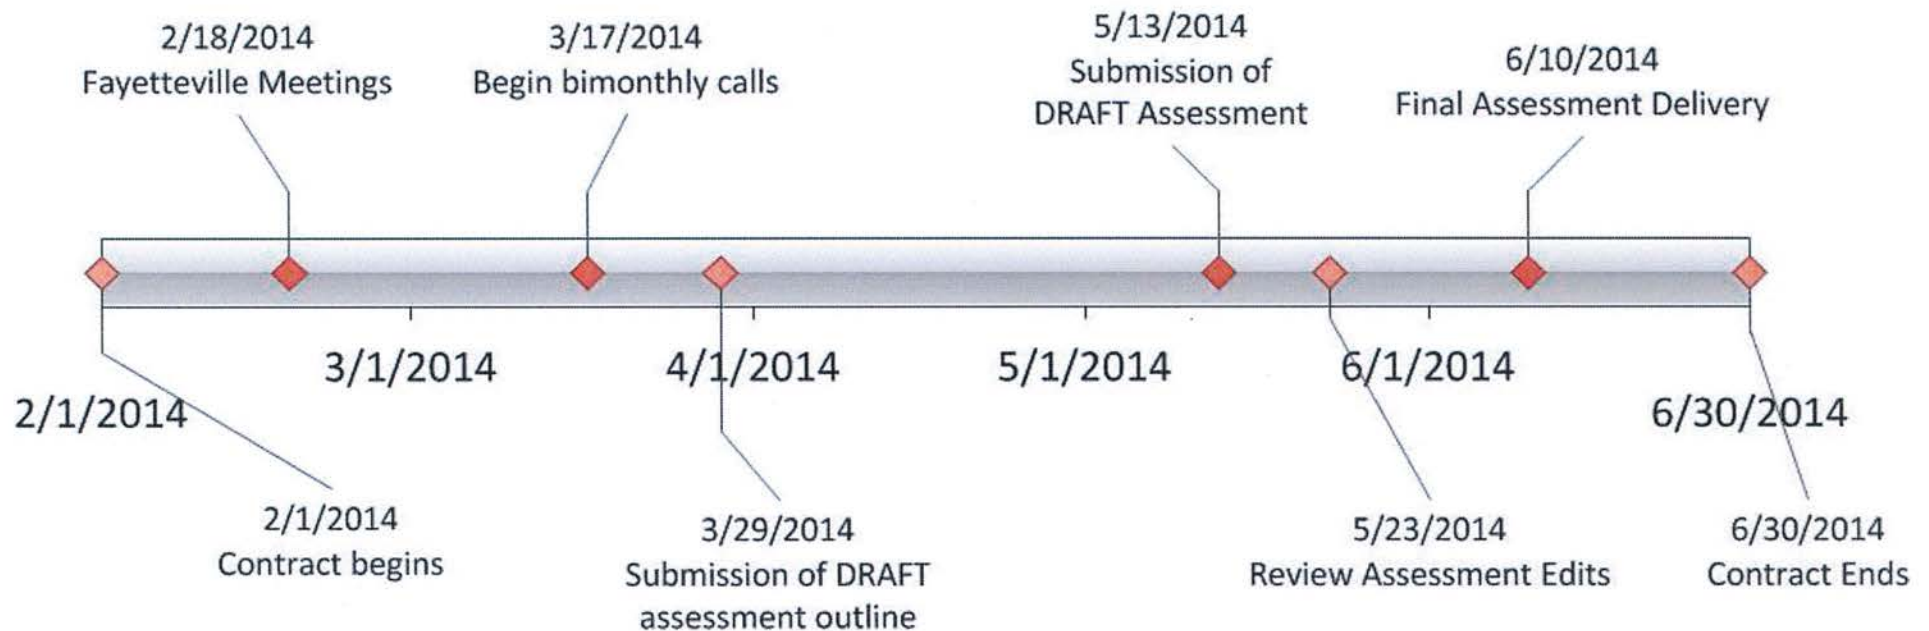 2/18/2014
Fayetteville Meetings
3/17/2014
Begin bimonthly calls
5/13/2014
Submission of
DRAFT Assessment
6/10/2014
Final Assessment Delivery
3/1/2014
4/1/2014
5/1/2014
6/1/2014
2/1/2014
6/30/2014
2/1/2014
Contract begins
3/29/2014
Submission of DRAFT
assessment outline
5/23/2014
Review Assessment Edits
6/30/2014
Contract Ends